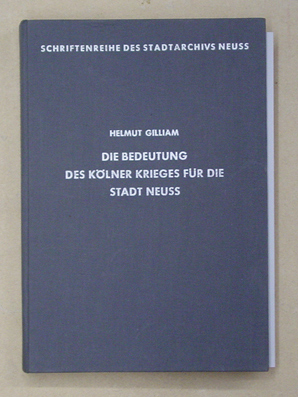 SCHRIFTENREIHE DES STADTARCHIVS NEUSS
HELMUT GILLIAM
DIE BEDEUTUNG
DES KÖLNER KRIEGES FÜR DIE
STADT NEUSS